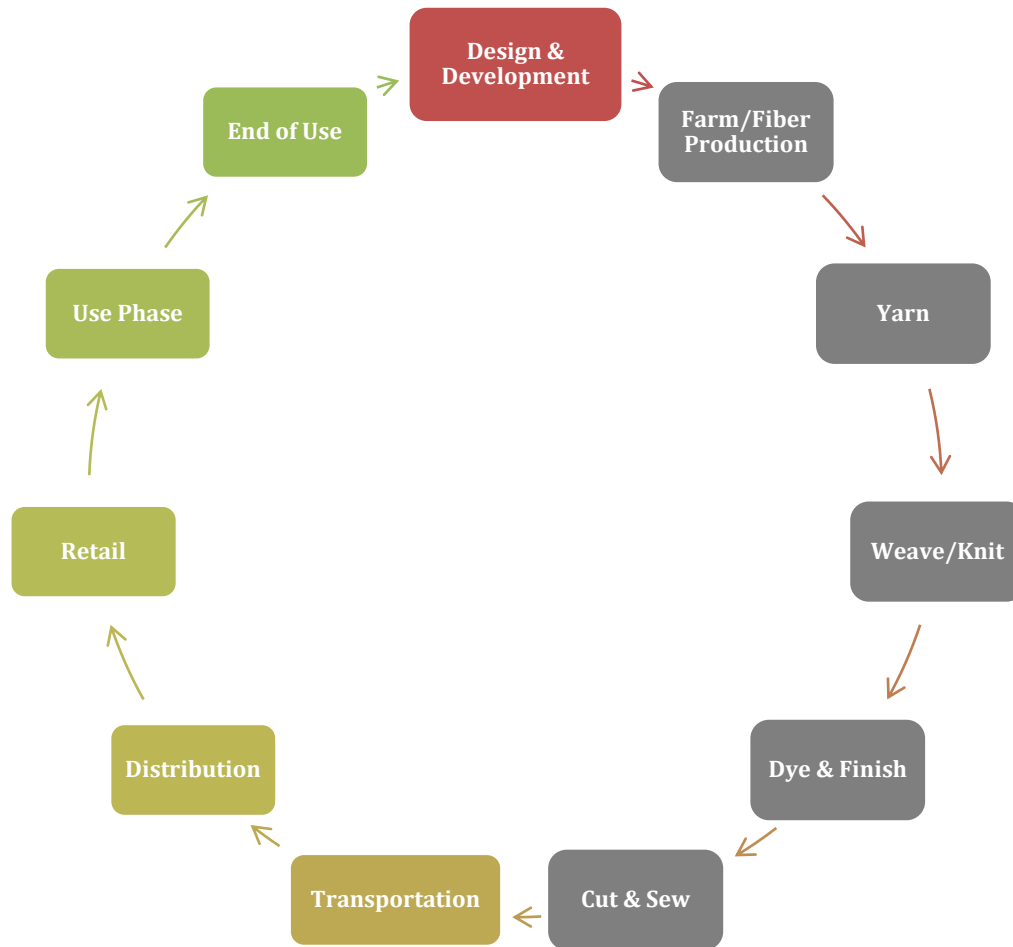 Design &
Development
Farm/Fiber
Production
Yarn
Weave/Knit
Dye & Finish
Cut & Sew
Transportation
Distribution
Retail
Use Phase
End of Use